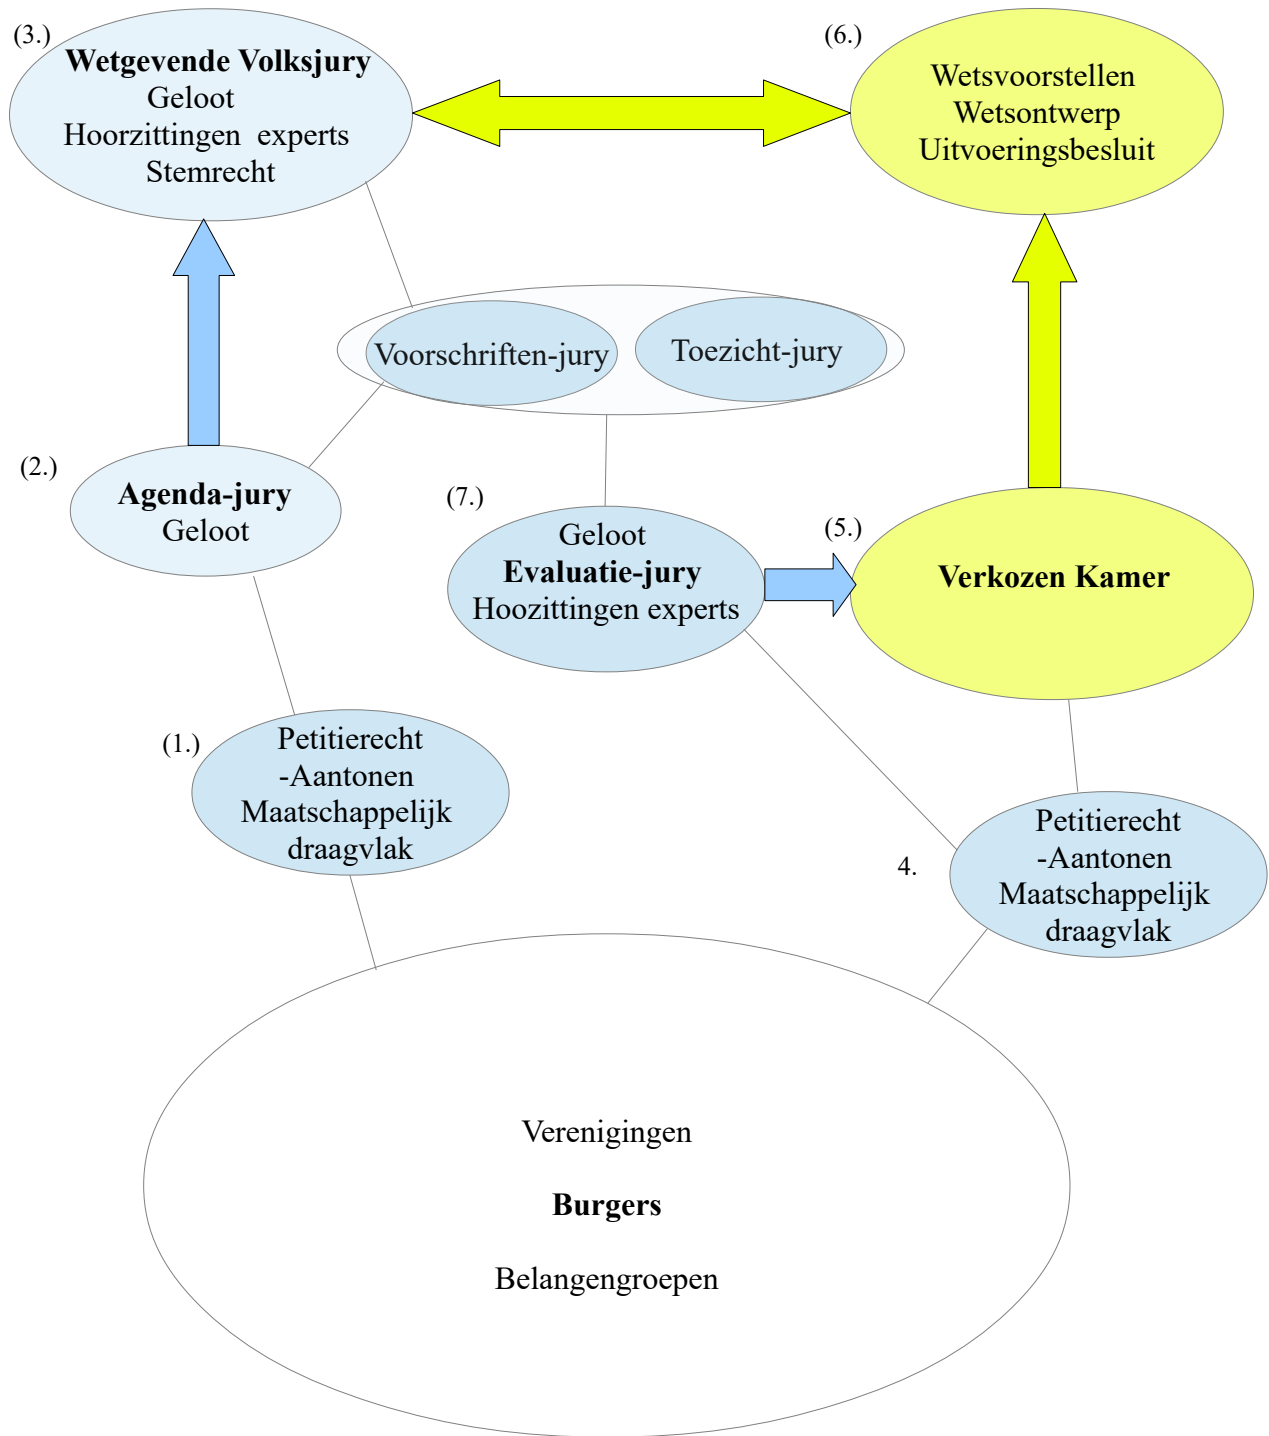 (3.)
Wetgevende Volksjury
Geloot
Hoorzittingen experts
Stemrecht
(6.)
Wetsvoorstellen
Wetsontwerp
Uitvoeringsbesluit
Voorschriften-jury
Toezicht-jury
(2.)
Agenda-jury
Geloot
(7.)
Geloot
Evaluatie-jury
Hoozittingen experts
(5.)
Verkozen Kamer
(1.)
Petitierecht
-Aantonen
Maatschappelijk
draagvlak
4.
Petitierecht
-Aantonen
Maatschappelijk
draagvlak
Verenigingen
Burgers
Belangengroepen